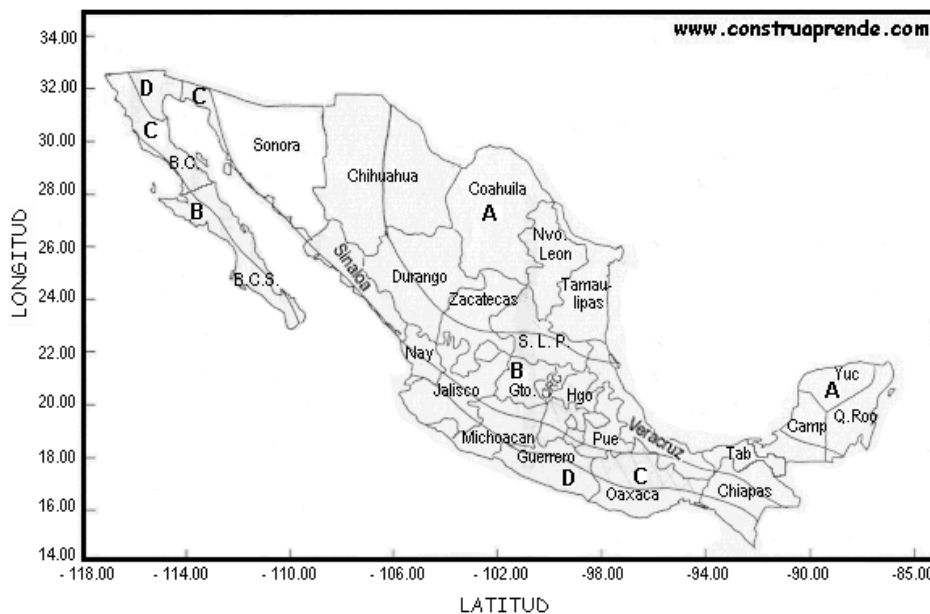 www.construaprende.com
34.00
32.00
30.00
28.00
26.00
24.00
22.00
20.00
18.00
16.00
14.00
LONGITUD
D
C
C
B.C.
B
B.C.S.
Sonora
Chihuahua
Coahuila
A
Nvo.
Leon
Sinaloa
Durango
Zacatecas
Tamau-
lipas
S. L. P.
Nay
B
Gto.
Qro
Hgo
Jalisco
Michoacan
Pue
Veracruz
Guerrero
D
C
Oaxaca
Tab
Chiapas
Camp
Yuc
A
Q.Roo
- 118.00 - 114.00 - 110.00 - 106.00 - 102.00 -98.00 -94.00 -90.00 -85.00
LATITUD